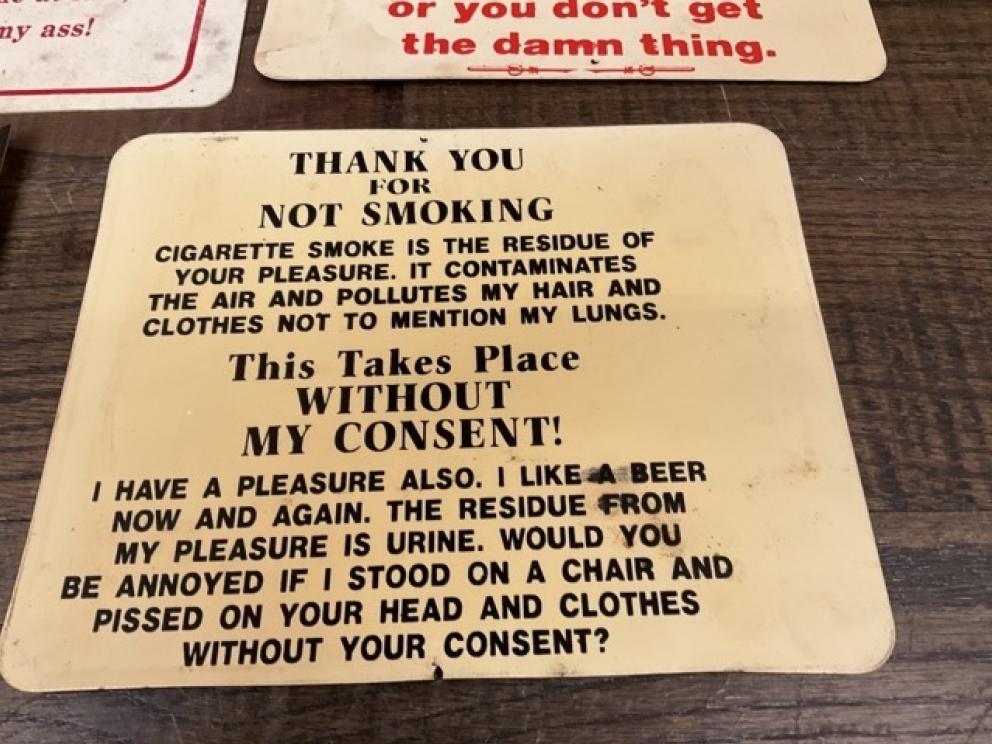 my ass!
or you don't get
the damn thing.
THANK YOU
FOR
NOT SMOKING
CIGARETTE SMOKE IS THE RESIDUE OF
YOUR PLEASURE. IT CONTAMINATES
THE AIR AND POLLUTES MY HAIR AND
CLOTHES NOT TO MENTION MY LUNGS.
This Takes Place
WITHOUT
MY CONSENT!
I HAVE A PLEASURE ALSO. I LIKE A BEER
NOW AND AGAIN. THE RESIDUE FROM
MY PLEASURE IS URINE. WOULD YOU
BE ANNOYED IF I STOOD ON A CHAIR AND
PISSED ON YOUR HEAD AND CLOTHES
WITHOUT YOUR CONSENT?